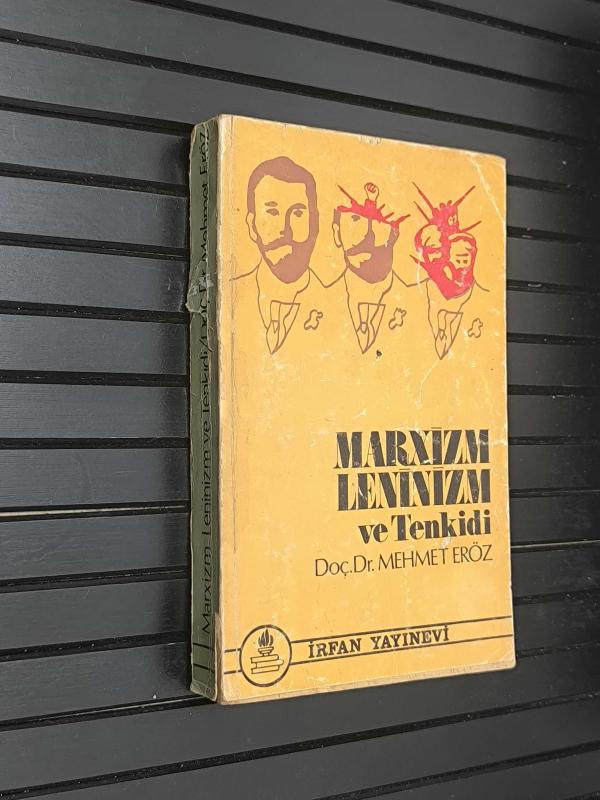 MARXİZM
LENİNİZM
ve Tenkidi
Doç.Dr. MEHMET ERÖZ
İRFAN YAYINEVİ
Marxizm Leninizm ve Tenkidi/Doç.Dr.Mehmet Eröz